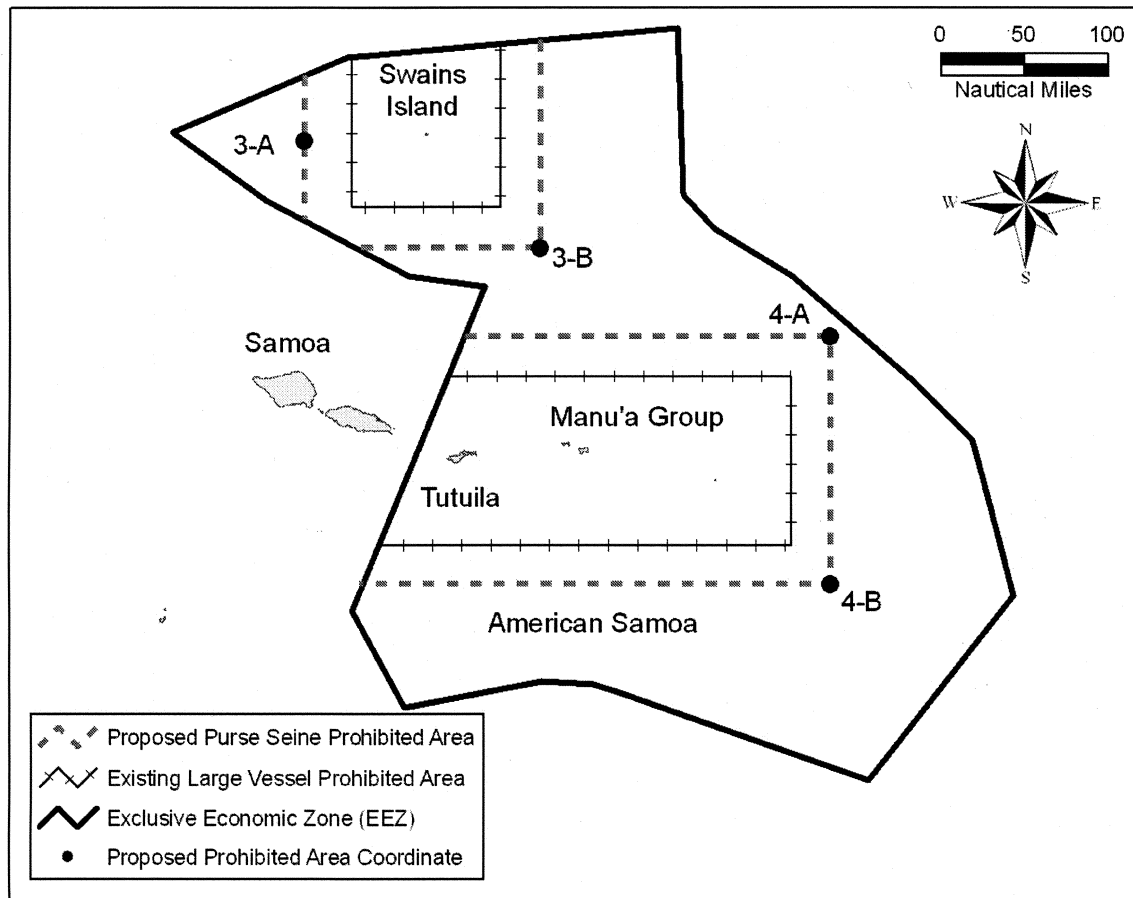 0 50 100
Nautical Miles
Swains
Island
N
3-A
W E
3-B
S
4-A
Samoa
Manu'a Group
Tutuila
4-B
American Samoa
Proposed Purse Seine Prohibited Area
Existing Large Vessel Prohibited Area
Exclusive Economic Zone (EEZ)
Proposed Prohibited Area Coordinate